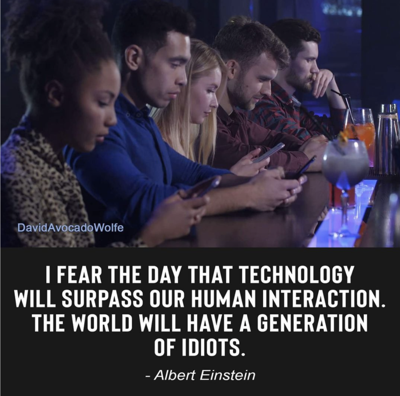 DavidAvocadoWolfe
I FEAR THE DAY THAT TECHNOLOGY
WILL SURPASS OUR HUMAN INTERACTION.
THE WORLD WILL HAVE A GENERATION
OF IDIOTS.
- Albert Einstein